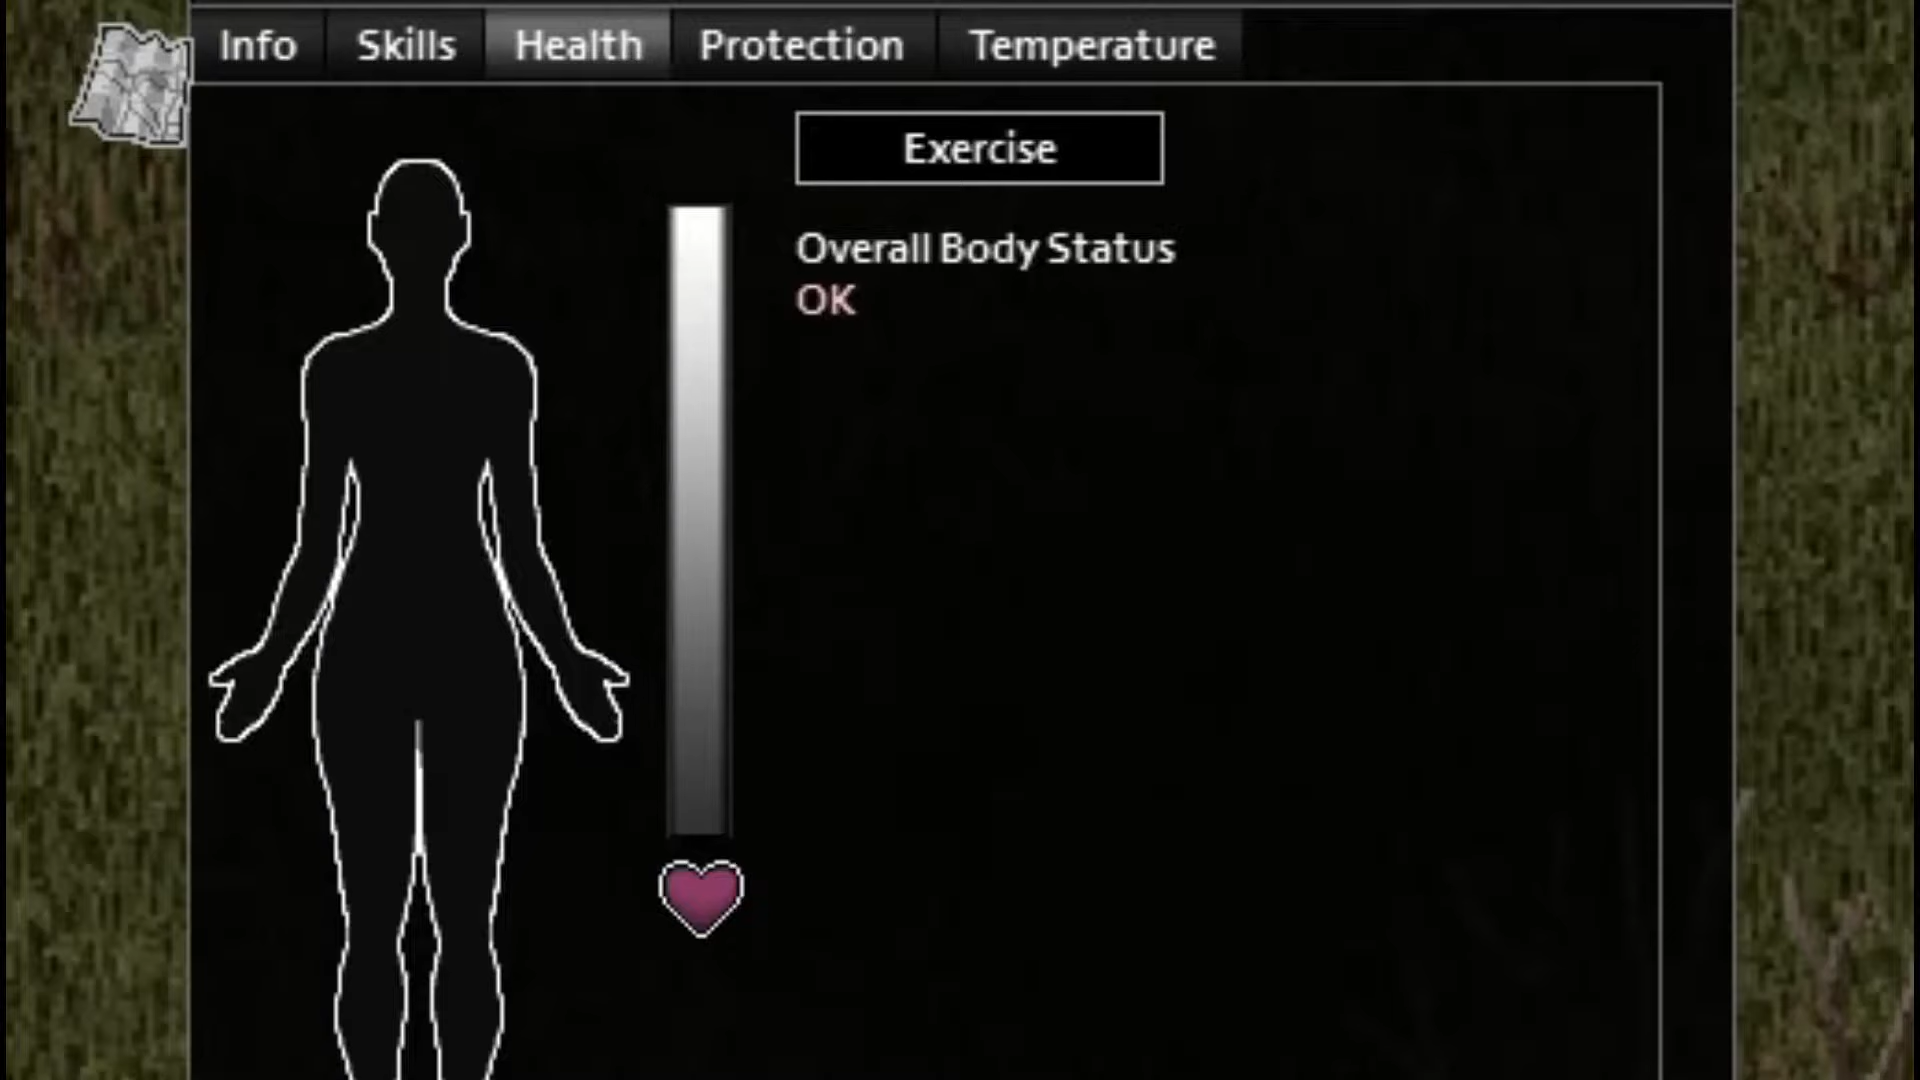 Info Skills Health Protection Temperature
Exercise
Overall Body Status
OK